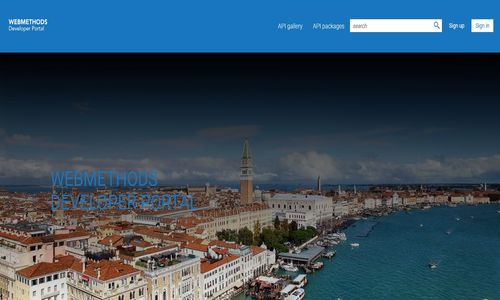 WEBMETHODS
Developer Portal
API gallery
API packages
search
Sign up
Sign in
WEBMETHODS
DEVELOPER PORTAL